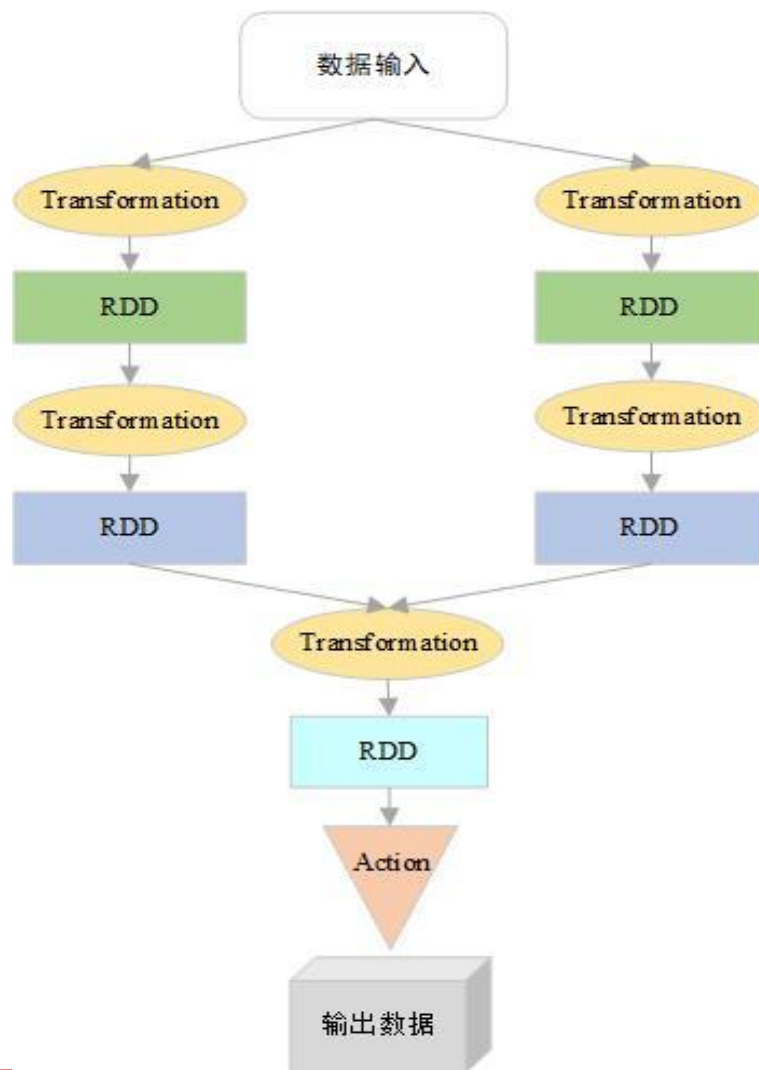 数据输入
Transformation
Transformation
RDD
RDD
Transformation
Transformation
RDD
RDD
Transformation
RDD
Action
输出数据